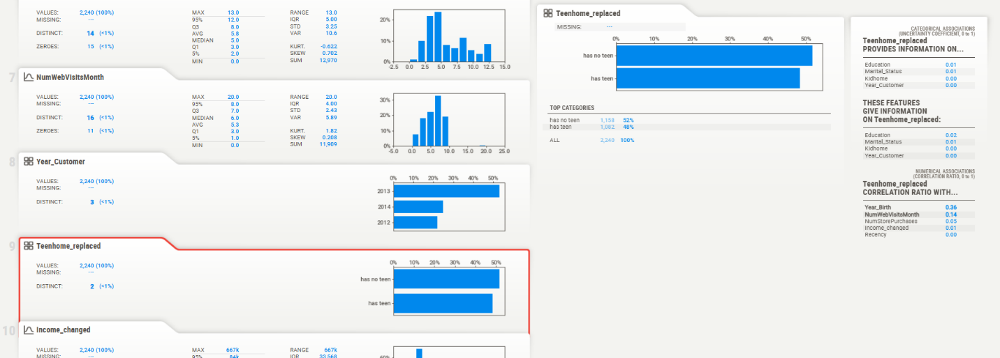 VALUES: 2,240 (100%)
MISSING: ---
DISTINCT: 14 (<1%)
ZEROES: 15 (<1%)
MAX 13.0
95% 12.0
Q3 8.0
AVG 5.8
MEDIAN 5.0
Q1 3.0
5% 2.0
MIN 0.0
RANGE 13.0
IQR 5.00
STD 3.25
VAR 10.6
KURT. -0.622
SKEW 0.702
SUM 12,970
20%
10%
0%
-2.5 0.0 2.5 5.0 7.5 10.0 12.5 15.0
7 NumWebVisitsMonth
VALUES: 2,240 (100%)
MISSING: ---
DISTINCT: 16 (<1%)
ZEROES: 11 (<1%)
MAX 20.0
95% 8.0
Q3 7.0
MEDIAN 6.0
AVG 5.3
Q1 3.0
5% 1.0
MIN 0.0
RANGE 20.0
IQR 4.00
STD 2.43
VAR 5.89
KURT. 1.82
SKEW 0.208
SUM 11,909
30%
20%
10%
0%
-5.0 0.0 5.0 10.0 15.0 20.0 25.0
8 Year_Customer
VALUES: 2,240 (100%)
MISSING: ---
DISTINCT: 3 (<1%)
0% 10% 20% 30% 40% 50%
2013
2014
2012
9 Teenhome_replaced
VALUES: 2,240 (100%)
MISSING: ---
DISTINCT: 2 (<1%)
0% 10% 20% 30% 40% 50%
has no teen
has teen
10 Income_changed
VALUES: 2,240 (100%)
MISSING: ---
MAX 667k
95% 84k
RANGE 667k
IQR 33,568
60%
Teenhome_replaced
MISSING: ---
0% 10% 20% 30% 40% 50%
has no teen
has teen
TOP CATEGORIES
has no teen 1,158 52%
has teen 1,082 48%
ALL 2,240 100%
CATEGORICAL ASSOCIATIONS
(UNCERTAINTY COEFFICIENT, 0 to 1)
Teenhome_replaced
PROVIDES INFORMATION ON...
Education 0.01
Marital_Status 0.01
Kidhome 0.00
Year_Customer 0.00
THESE FEATURES
GIVE INFORMATION
ON Teenhome_replaced:
Education 0.02
Marital_Status 0.01
Kidhome 0.00
Year_Customer 0.00
NUMERICAL ASSOCIATIONS
(CORRELATION RATIO, 0 to 1)
Teenhome_replaced
CORRELATION RATIO WITH...
Year_Birth 0.36
NumWebVisitsMonth 0.14
NumStorePurchases 0.05
Income_changed 0.01
Recency 0.00